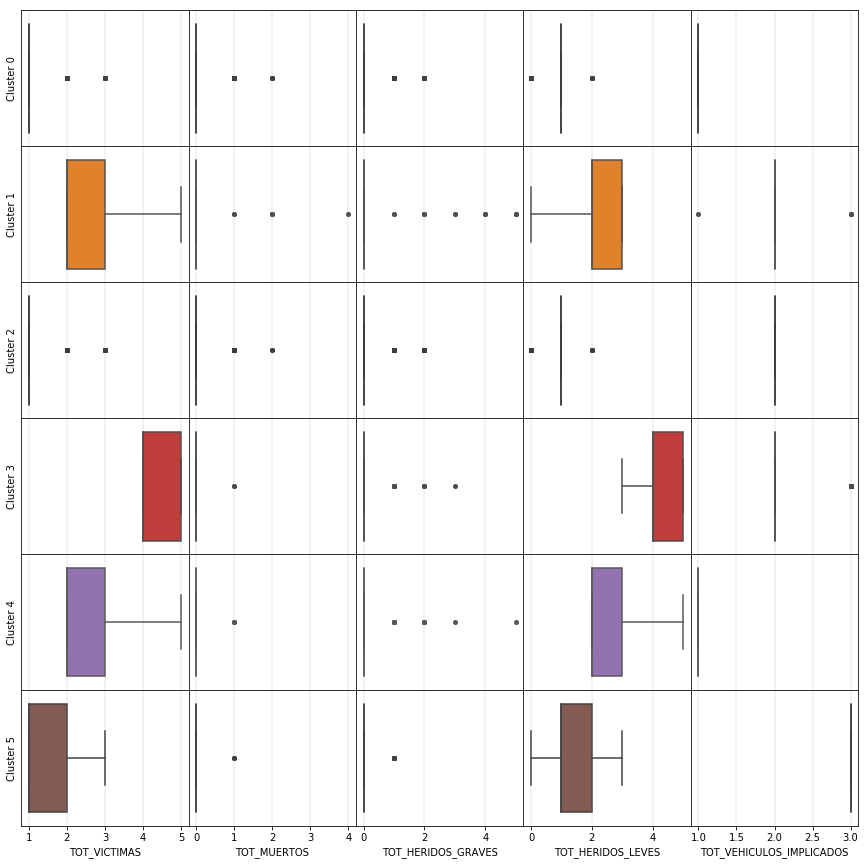 Cluster 0
Cluster 1
Cluster 2
Cluster 3
Cluster 4
Cluster 5
1 2 3 4 5 0 1 2 3 4 0 2 4 0 2 4 1.0 1.5 2.0 2.5 3.0
TOT_VICTIMAS TOT_MUERTOS TOT_HERIDOS_GRAVES TOT_HERIDOS_LEVES TOT_VEHICULOS_IMPLICADOS